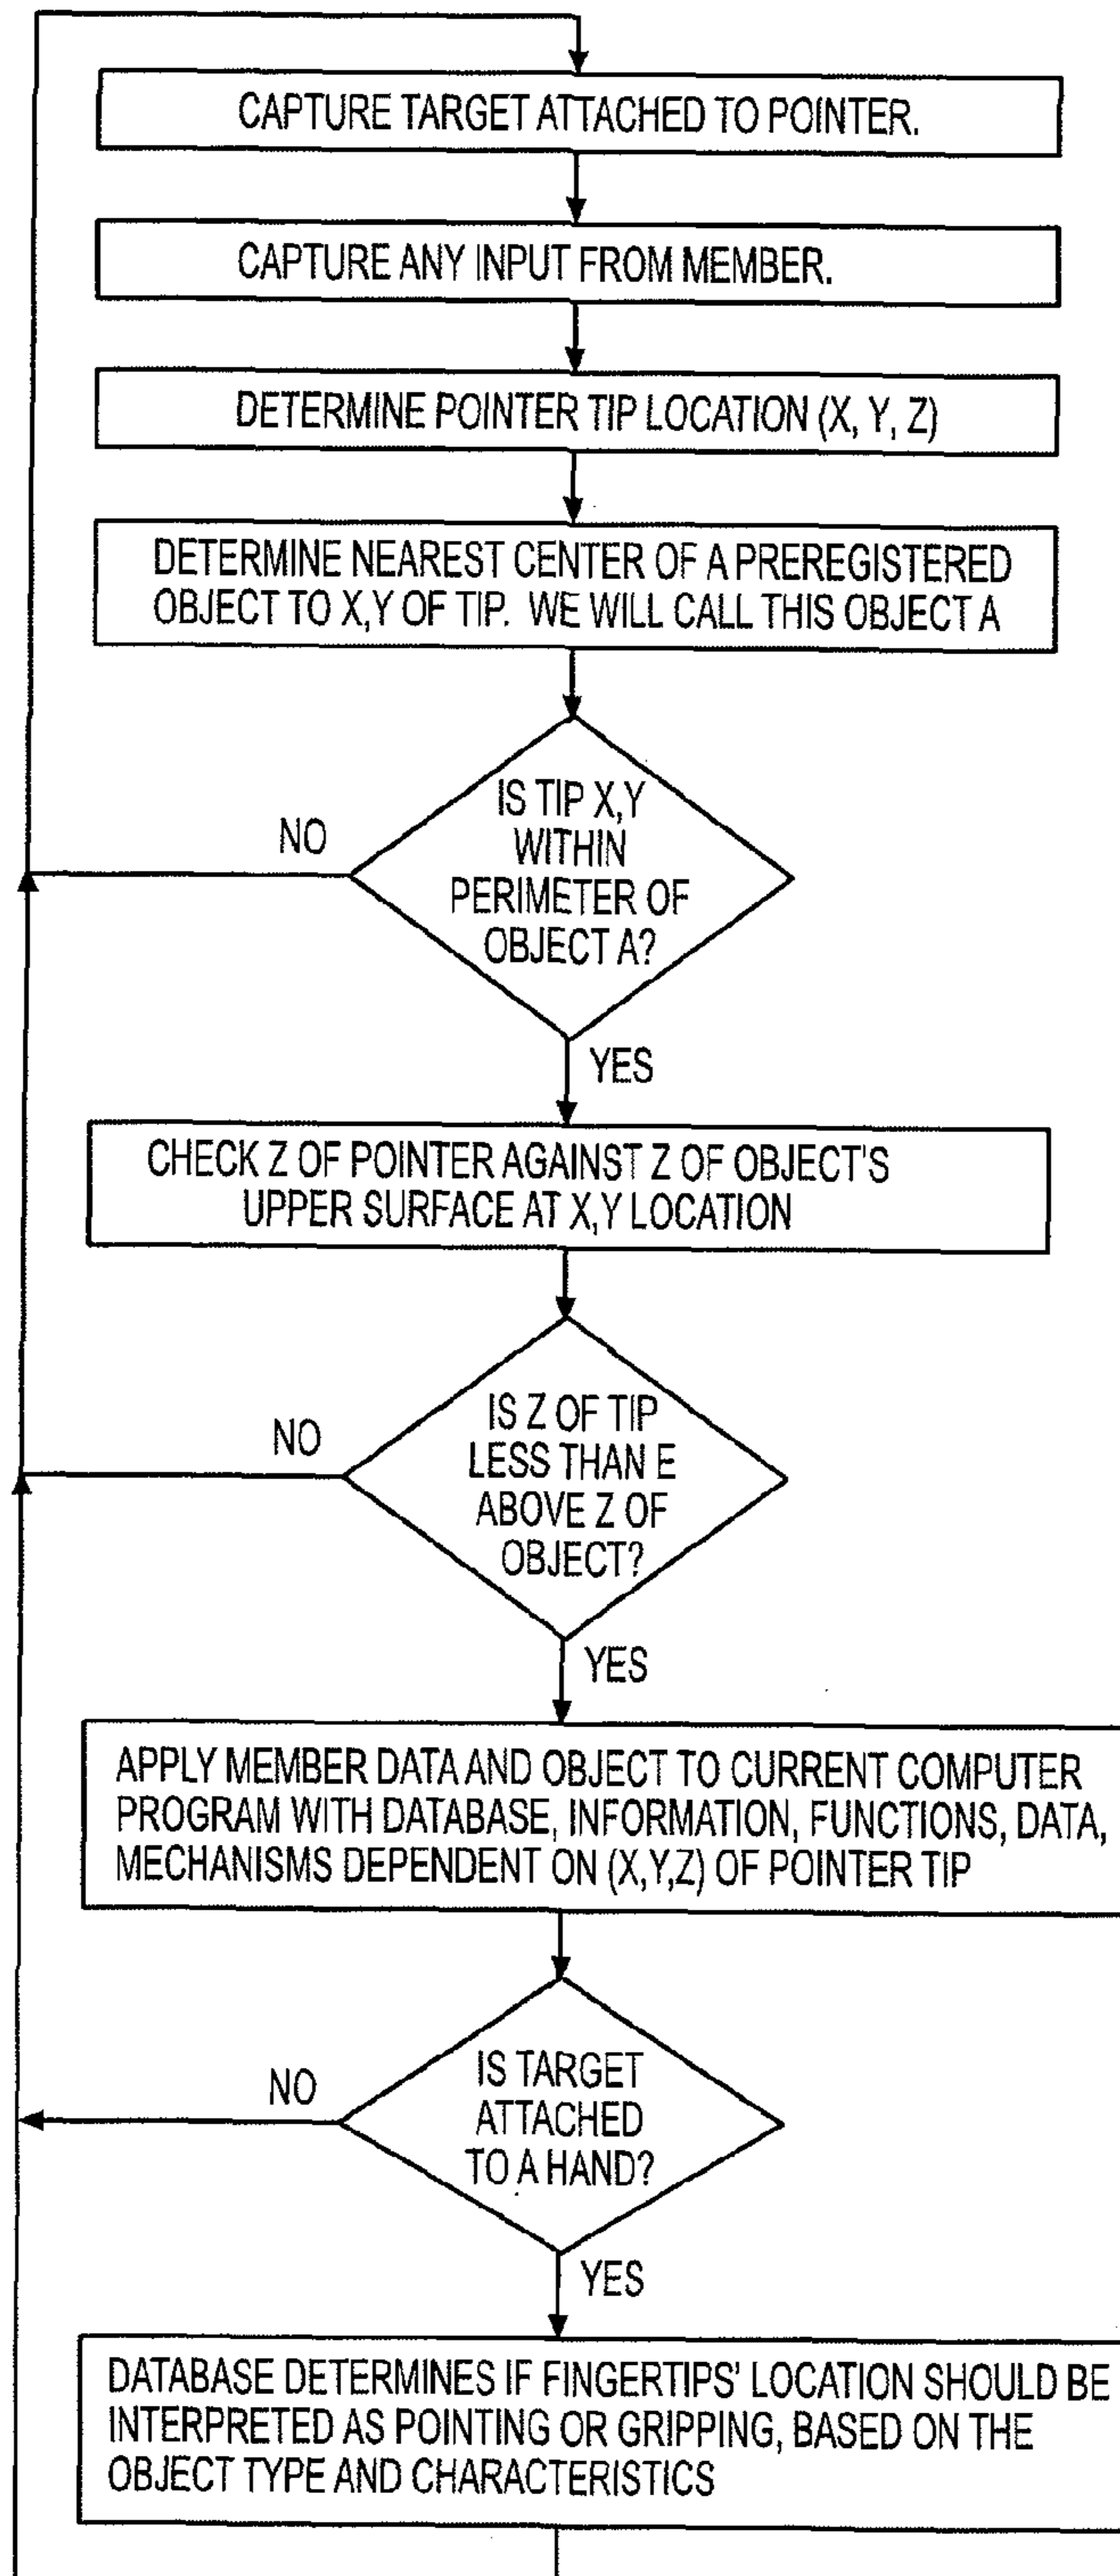 CAPTURE TARGET ATTACHED TO POINTER.
CAPTURE ANY INPUT FROM MEMBER.
DETERMINE POINTER TIP LOCATION (X, Y, Z)
DETERMINE NEAREST CENTER OF A PREREGISTERED
OBJECT TO X,Y OF TIP. WE WILL CALL THIS OBJECT A
IS TIP X,Y
WITHIN
PERIMETER OF
OBJECT A?
NO
YES
CHECK Z OF POINTER AGAINST Z OF OBJECT'S
UPPER SURFACE AT X,Y LOCATION
IS Z OF TIP
LESS THAN E
ABOVE Z OF
OBJECT?
NO
YES
APPLY MEMBER DATA AND OBJECT TO CURRENT COMPUTER
PROGRAM WITH DATABASE, INFORMATION, FUNCTIONS, DATA,
MECHANISMS DEPENDENT ON (X,Y,Z) OF POINTER TIP
IS TARGET
ATTACHED
TO A HAND?
NO
YES
DATABASE DETERMINES IF FINGERTIPS' LOCATION SHOULD BE
INTERPRETED AS POINTING OR GRIPPING, BASED ON THE
OBJECT TYPE AND CHARACTERISTICS